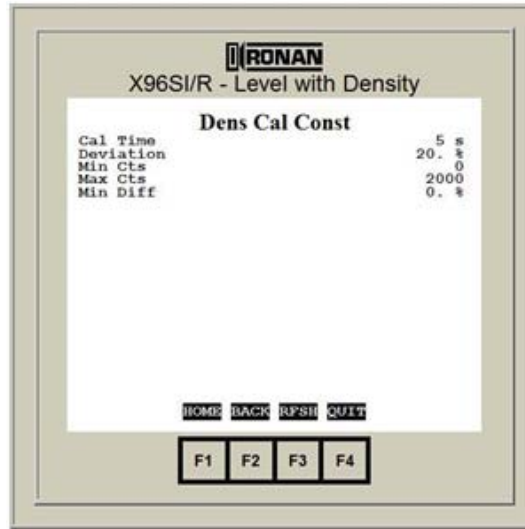 RONAN
X96SI/R - Level with Density
Dens Cal Const
Cal Time 5 s
Deviation 20. %
Min Cts 0
Max Cts 2000
Min Diff 0. %
HOME BACK RFSH QUIT
F1 F2 F3 F4